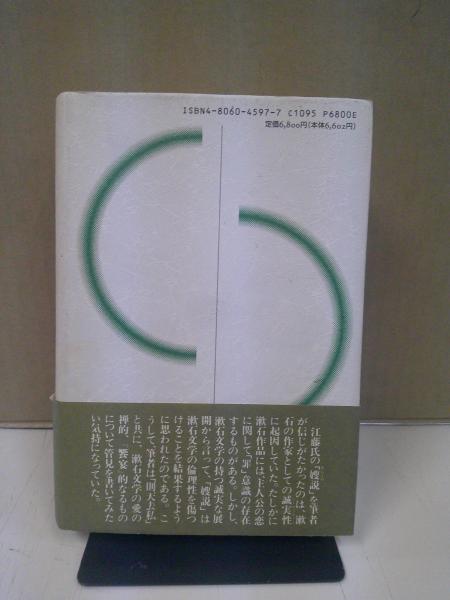 ISBN4-8060-4597-7 C1095 P6800E
定価6,800円(本体6,602円)
江藤氏の「嫂説」を筆者
が信じがたかったのは、漱
石の作家としての誠実性
に起因していた。たしかに
漱石作品には、主人公の恋
に関して「罪」意識の存在
するものがある。しかし、
漱石文学の持つ誠実な展
開から言って、「嫂説」は
漱石文学の倫理性を傷つ
けることを結果するよう
に思われたのである。こ
うして、筆者は「則天去私」
と共に、漱石文学の愛の
禅的、「饗宴」的なるもの
について管見を書いてみた
い気持になっていた。